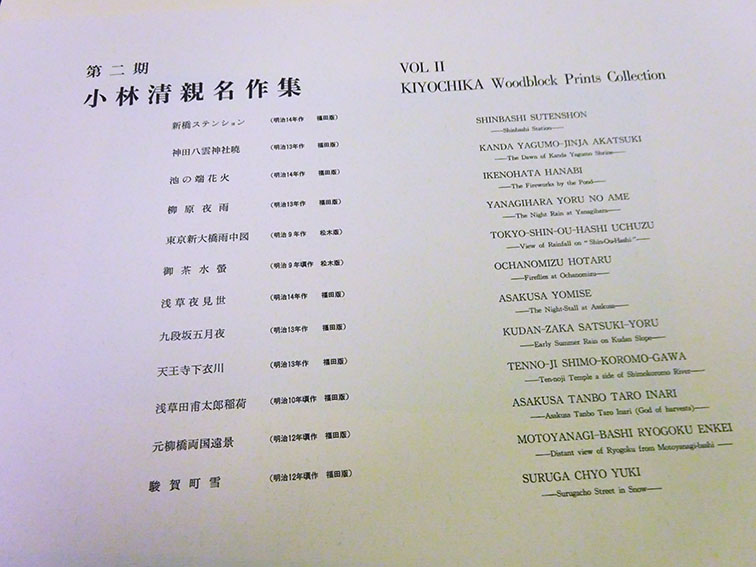 第二期
小林清親名作集
新橋ステンション (明治14年作 福田版)
神田八雲神社曉 (明治13年作 福田版)
池の端花火 (明治14年作 福田版)
柳原夜雨 (明治13年作 福田版)
東京新大橋雨中図 (明治9年作 松木版)
御茶水螢 (明治9年頃作 松木版)
浅草夜見世 (明治14年作 福田版)
九段坂五月夜 (明治13年作 福田版)
天王寺下衣川 (明治13年作 福田版)
浅草田甫太郎稲荷 (明治10年頃作 福田版)
元柳橋両国遠景 (明治12年頃作 福田版)
駿賀町雪 (明治12年頃作 福田版)
VOL II
KIYOCHIKA Woodblock Prints Collection
SHINBASHI SUTENSHON
—Shinbashi Station—
KANDA YAGUMO-JINJA AKATSUKI
—The Dawn of Kanda Yagumo Shrine—
IKENOHATA HANABI
—The Fireworks by the Pond—
YANAGIHARA YORU NO AME
—The Night Rain at Yanagihara—
TOKYO-SHIN-OU-HASHI UCHUZU
—View of Rainfall on "Shin-Ou-Hashi"—
OCHANOMIZU HOTARU
—Fireflies at Ochanomizu—
ASAKUSA YOMISE
—The Night-Stall at Asakusa—
KUDAN-ZAKA SATSUKI-YORU
—Early Summer Rain on Kudan Slope—
TENNO-JI SHIMO-KOROMO-GAWA
—Ten-noji Temple a side of Shimokorumo River—
ASAKUSA TANBO TARO INARI
—Asakusa Tanbo Taro Inari (God of harvests)—
MOTOYANAGI-BASHI RYOGOKU ENKEI
—Distant view of Ryogoku from Motoyanagi-bashi—
SURUGA CHYO YUKI
—Surugacho Street in Snow—